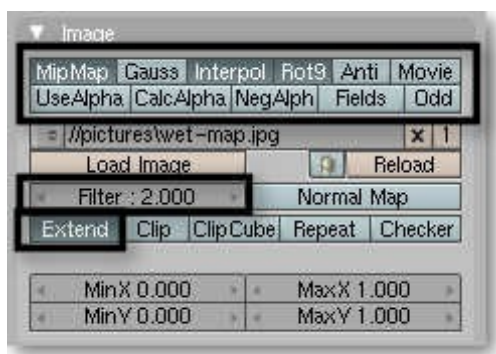 Image
MipMap Gauss Interpol Rot9 Anti Movie
UseAlpha CalcAlpha NegAlph Fields Odd
//pictures\wet-map.jpg x 1
Load Image Reload
Filter : 2.000 Normal Map
Extend Clip ClipCube Repeat Checker
MinX 0.000 MaxX 1.000
MinY 0.000 MaxY 1.000